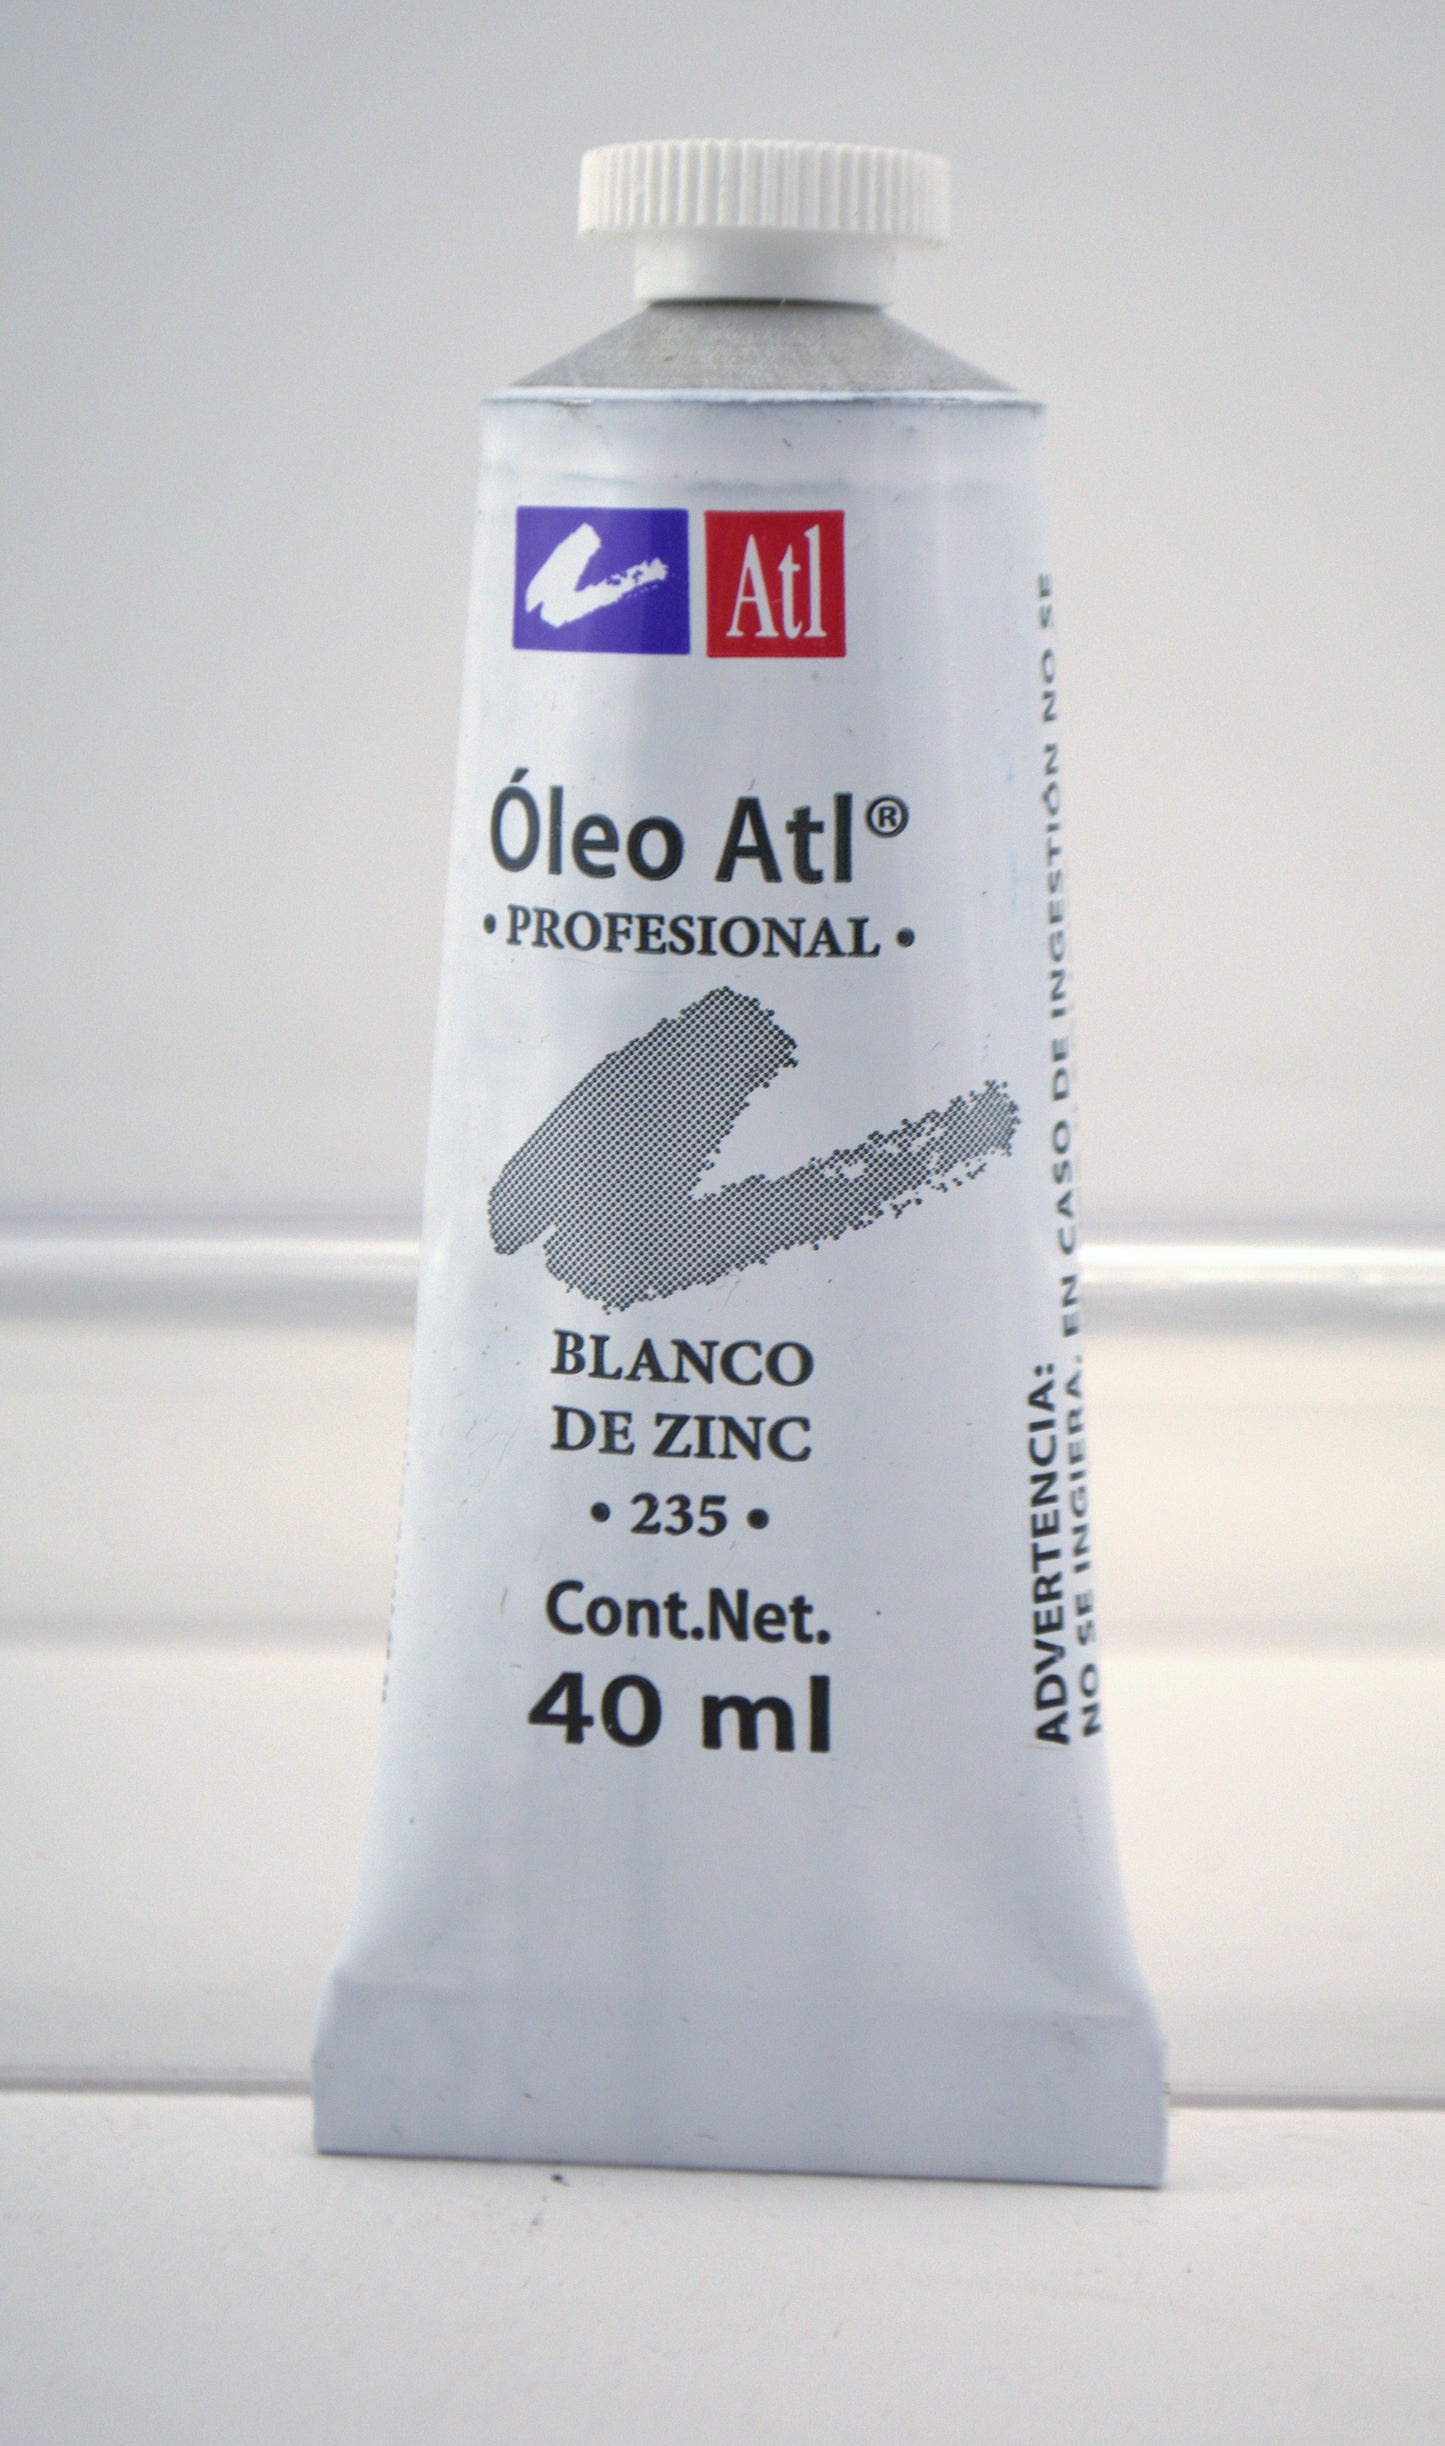 Atl
Óleo Atl®
• PROFESIONAL •
BLANCO
DE ZINC
• 235 •
Cont.Net.
40 ml
ADVERTENCIA:
NO SE INGIERA. EN CASO DE INGESTIÓN NO SE